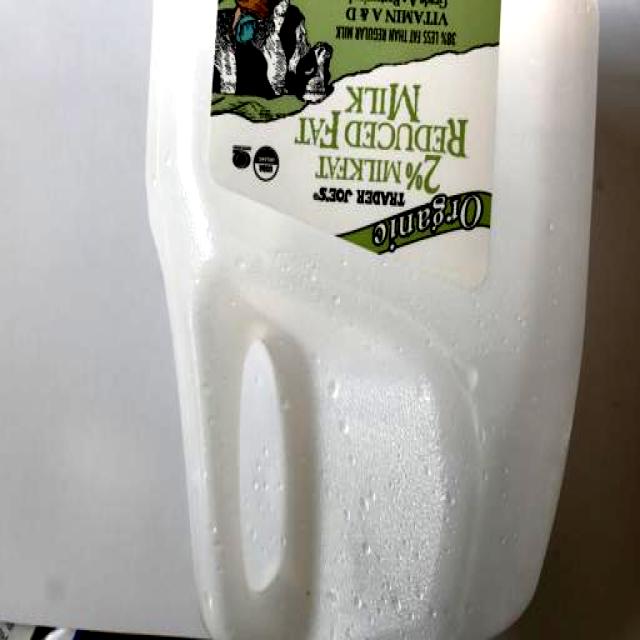 Organic
TRADER JOE'S
2% MILKFAT
REDUCED FAT
MILK
38% LESS FAT THAN REGULAR MILK
VITAMIN A & D